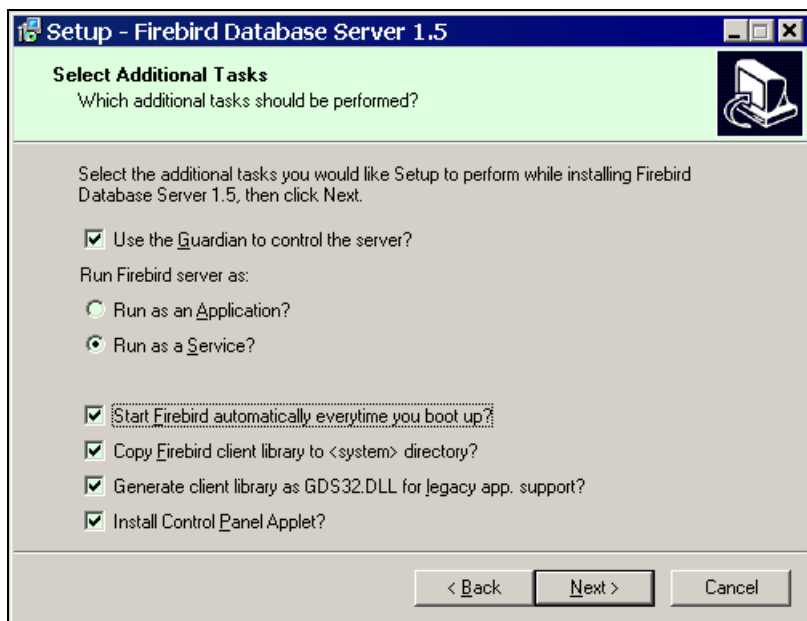 Setup - Firebird Database Server 1.5
Select Additional Tasks
Which additional tasks should be performed?
Select the additional tasks you would like Setup to perform while installing Firebird
Database Server 1.5, then click Next.
Use the Guardian to control the server?
Run Firebird server as:
Run as an Application?
Run as a Service?
Start Firebird automatically everytime you boot up?
Copy Firebird client library to <system> directory?
Generate client library as GDS32.DLL for legacy app. support?
Install Control Panel Applet?
< Back Next > Cancel